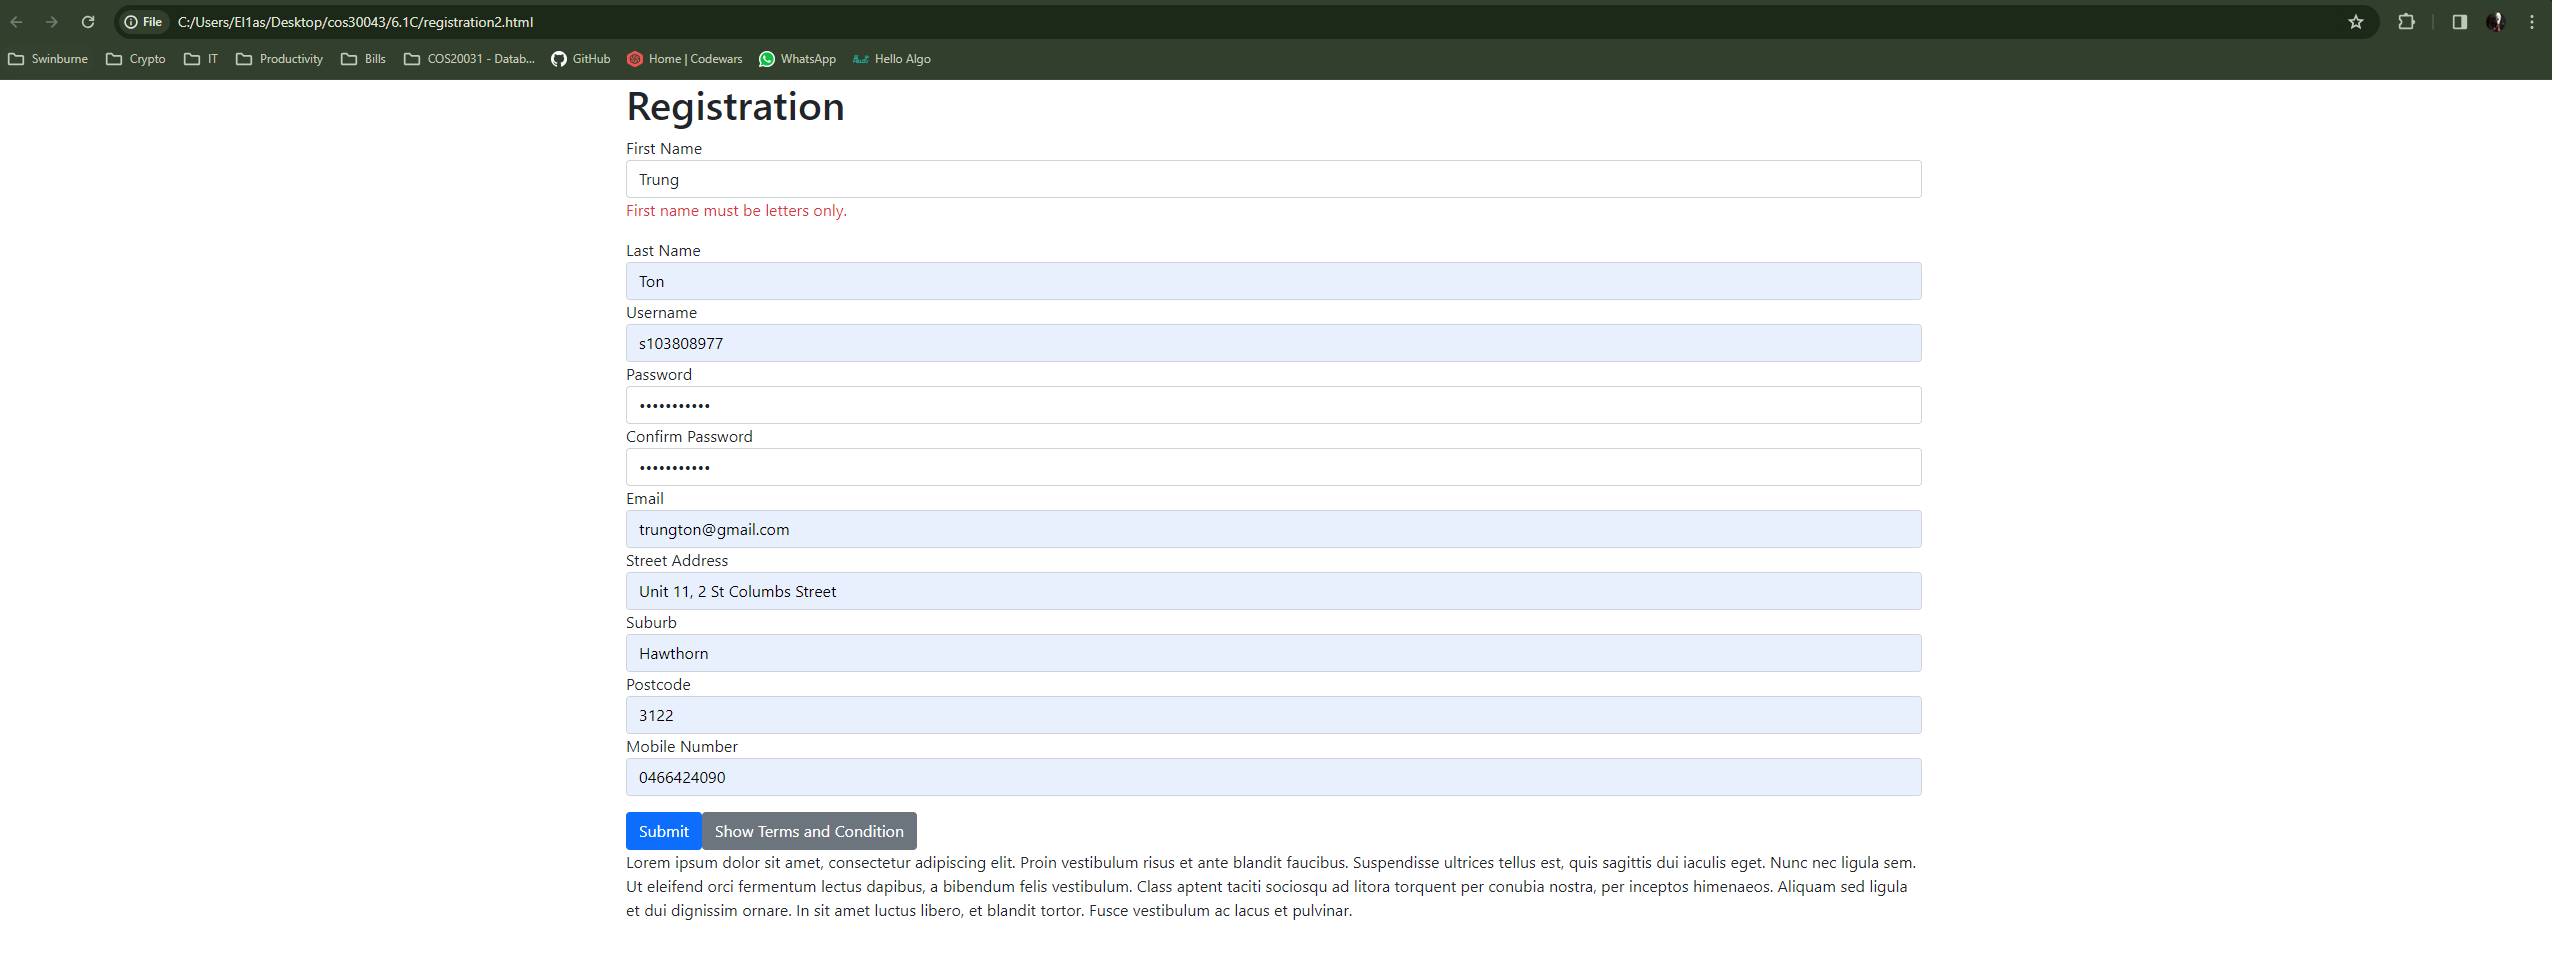 File C:/Users/El1as/Desktop/cos30043/6.1C/registration2.html
Swinburne Crypto IT Productivity Bills COS20031 - Datab... GitHub Home | Codewars WhatsApp Hello Algo
Registration
First Name
Trung
First name must be letters only.
Last Name
Ton
Username
s103808977
Password
•••••••••••
Confirm Password
•••••••••••
Email
trungton@gmail.com
Street Address
Unit 11, 2 St Columbs Street
Suburb
Hawthorn
Postcode
3122
Mobile Number
0466424090
Submit Show Terms and Condition
Lorem ipsum dolor sit amet, consectetur adipiscing elit. Proin vestibulum risus et ante blandit faucibus. Suspendisse ultrices tellus est, quis sagittis dui iaculis eget. Nunc nec ligula sem.
Ut eleifend orci fermentum lectus dapibus, a bibendum felis vestibulum. Class aptent taciti sociosqu ad litora torquent per conubia nostra, per inceptos himenaeos. Aliquam sed ligula
et dui dignissim ornare. In sit amet luctus libero, et blandit tortor. Fusce vestibulum ac lacus et pulvinar.